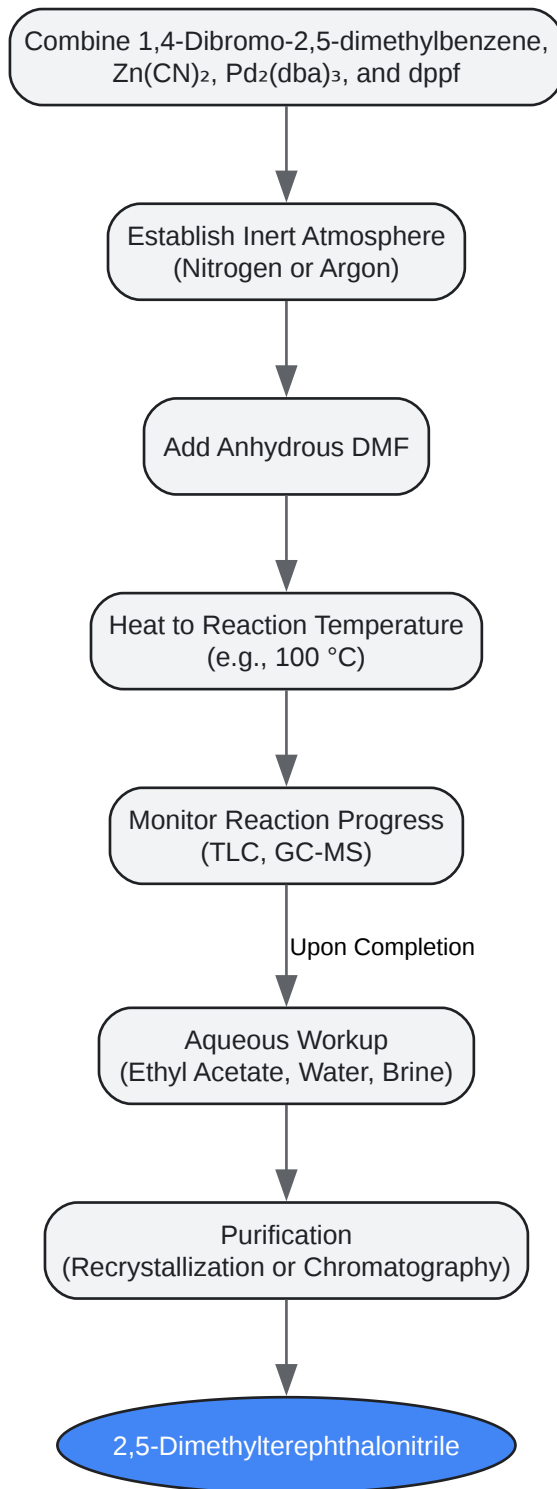 Combine 1,4-Dibromo-2,5-dimethylbenzene,
Zn(CN)₂, Pd₂(dba)₃, and dppf
Establish Inert Atmosphere
(Nitrogen or Argon)
Add Anhydrous DMF
Heat to Reaction Temperature
(e.g., 100 °C)
Monitor Reaction Progress
(TLC, GC-MS)
Upon Completion
Aqueous Workup
(Ethyl Acetate, Water, Brine)
Purification
(Recrystallization or Chromatography)
2,5-Dimethylterephthalonitrile